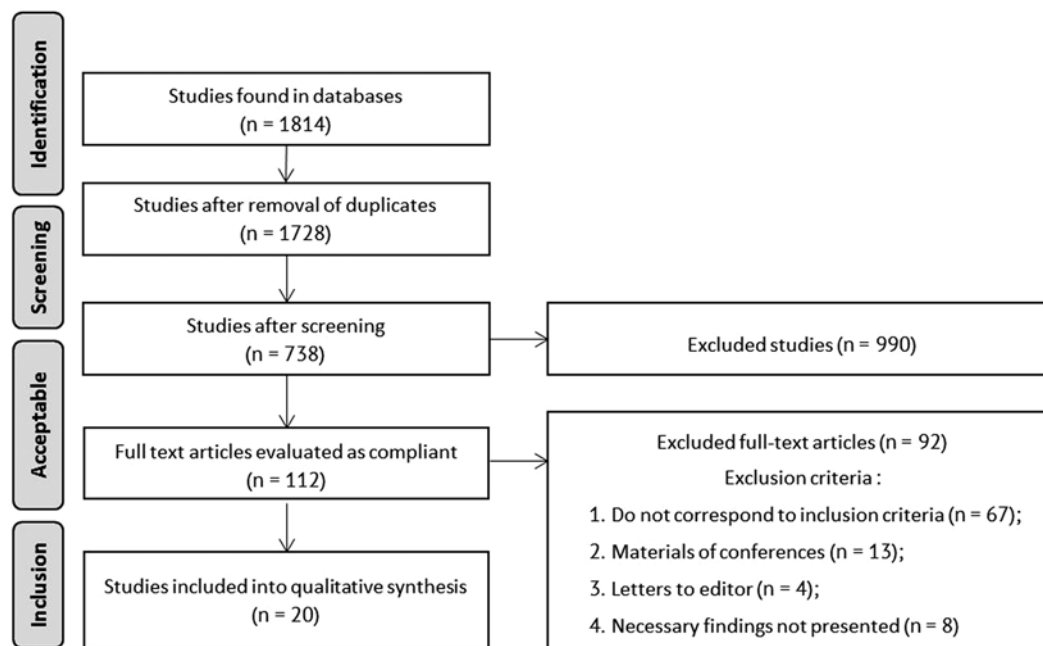 Identification
Studies found in databases
(n = 1814)
Studies after removal of duplicates
(n = 1728)
Screening
Studies after screening
(n = 738)
Excluded studies (n = 990)
Acceptable
Full text articles evaluated as compliant
(n = 112)
Excluded full-text articles (n = 92)
Exclusion criteria :
1. Do not correspond to inclusion criteria (n = 67);
2. Materials of conferences (n = 13);
3. Letters to editor (n = 4);
4. Necessary findings not presented (n = 8)
Inclusion
Studies included into qualitative synthesis
(n = 20)